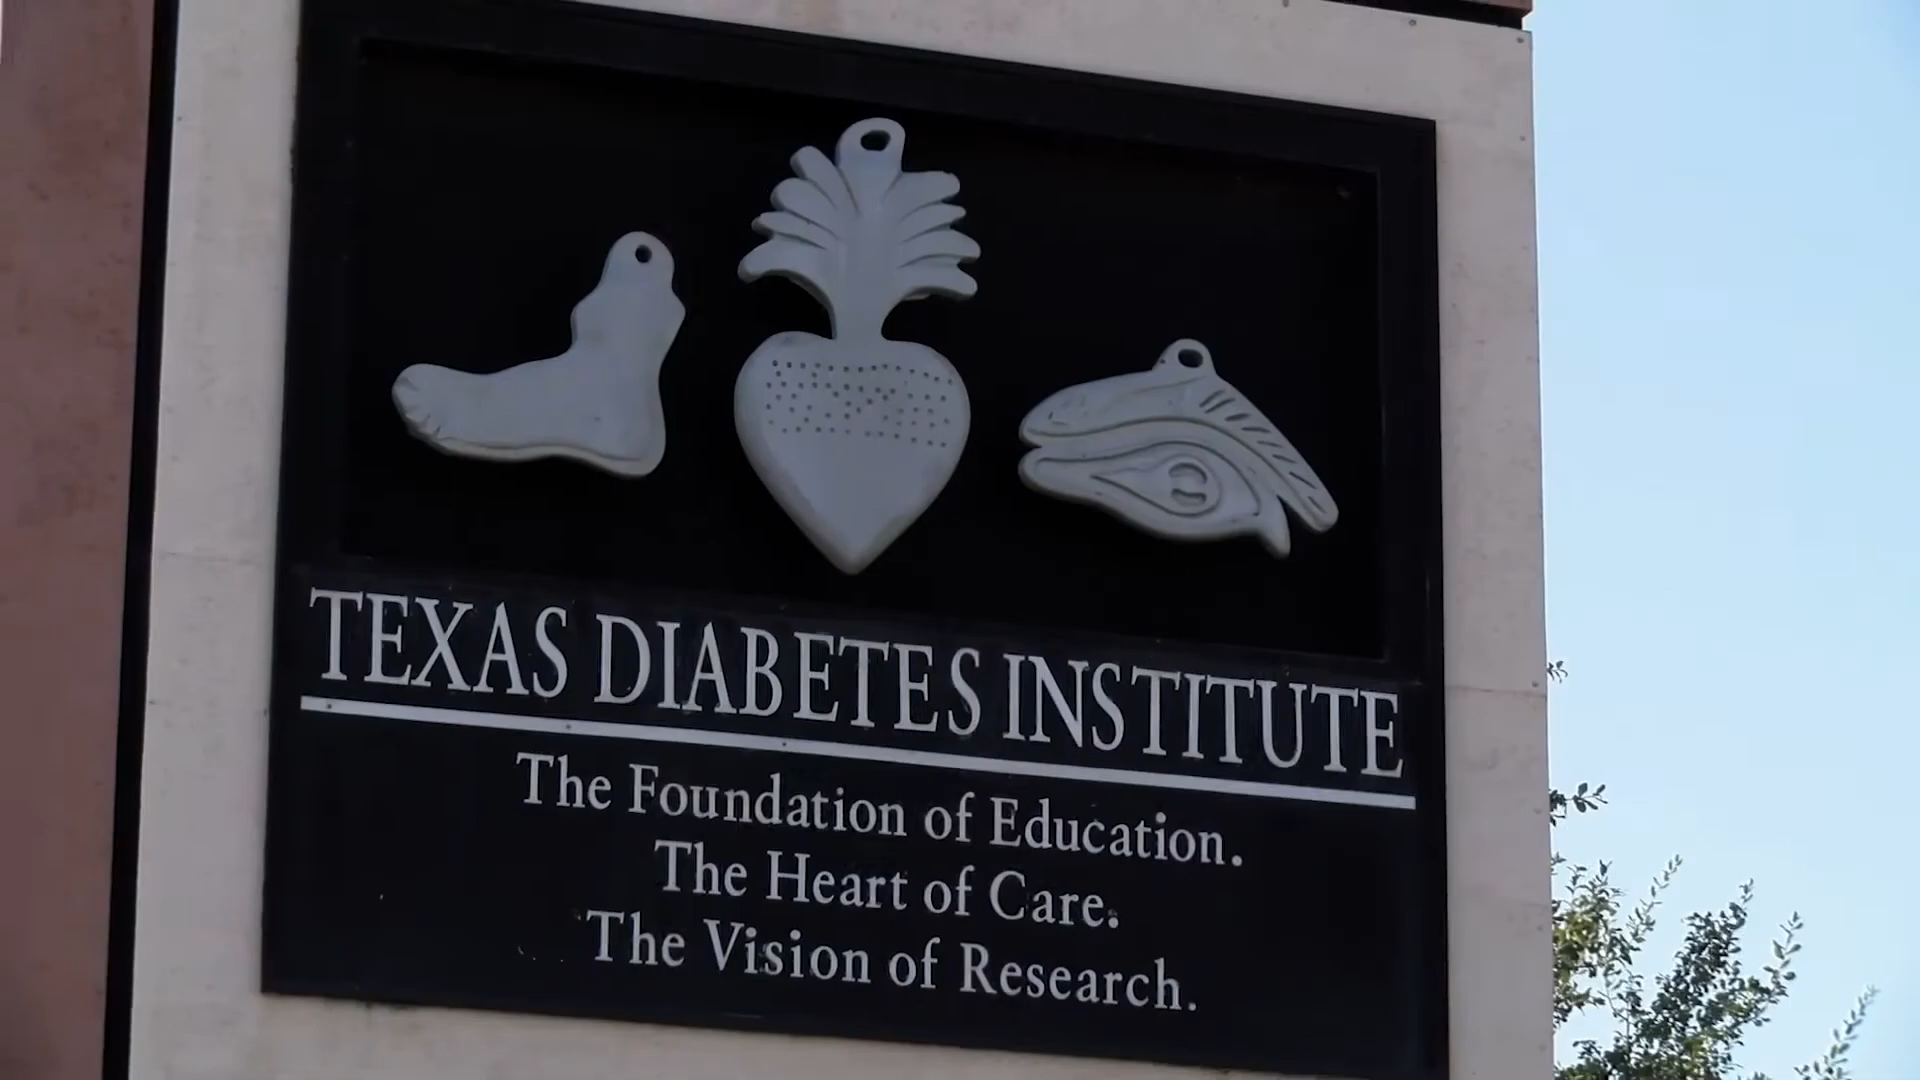 TEXAS DIABETES INSTITUTE
The Foundation of Education.
The Heart of Care.
The Vision of Research.